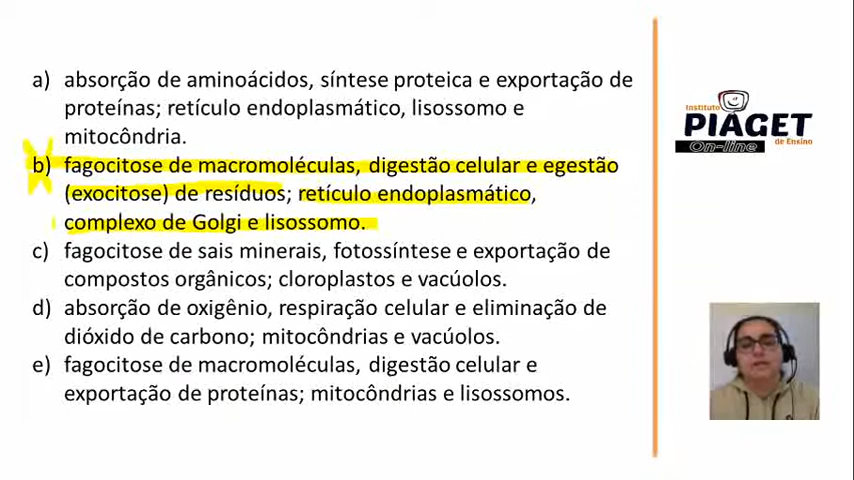 a) absorção de aminoácidos, síntese proteica e exportação de
proteínas; retículo endoplasmático, lisossomo e
mitocôndria.
b) fagocitose de macromoléculas, digestão celular e egestão
(exocitose) de resíduos; retículo endoplasmático,
complexo de Golgi e lisossomo.
c) fagocitose de sais minerais, fotossíntese e exportação de
compostos orgânicos; cloroplastos e vacúolos.
d) absorção de oxigênio, respiração celular e eliminação de
dióxido de carbono; mitocôndrias e vacúolos.
e) fagocitose de macromoléculas, digestão celular e
exportação de proteínas; mitocôndrias e lisossomos.
Instituto
PIAGET
de Ensino
On-line